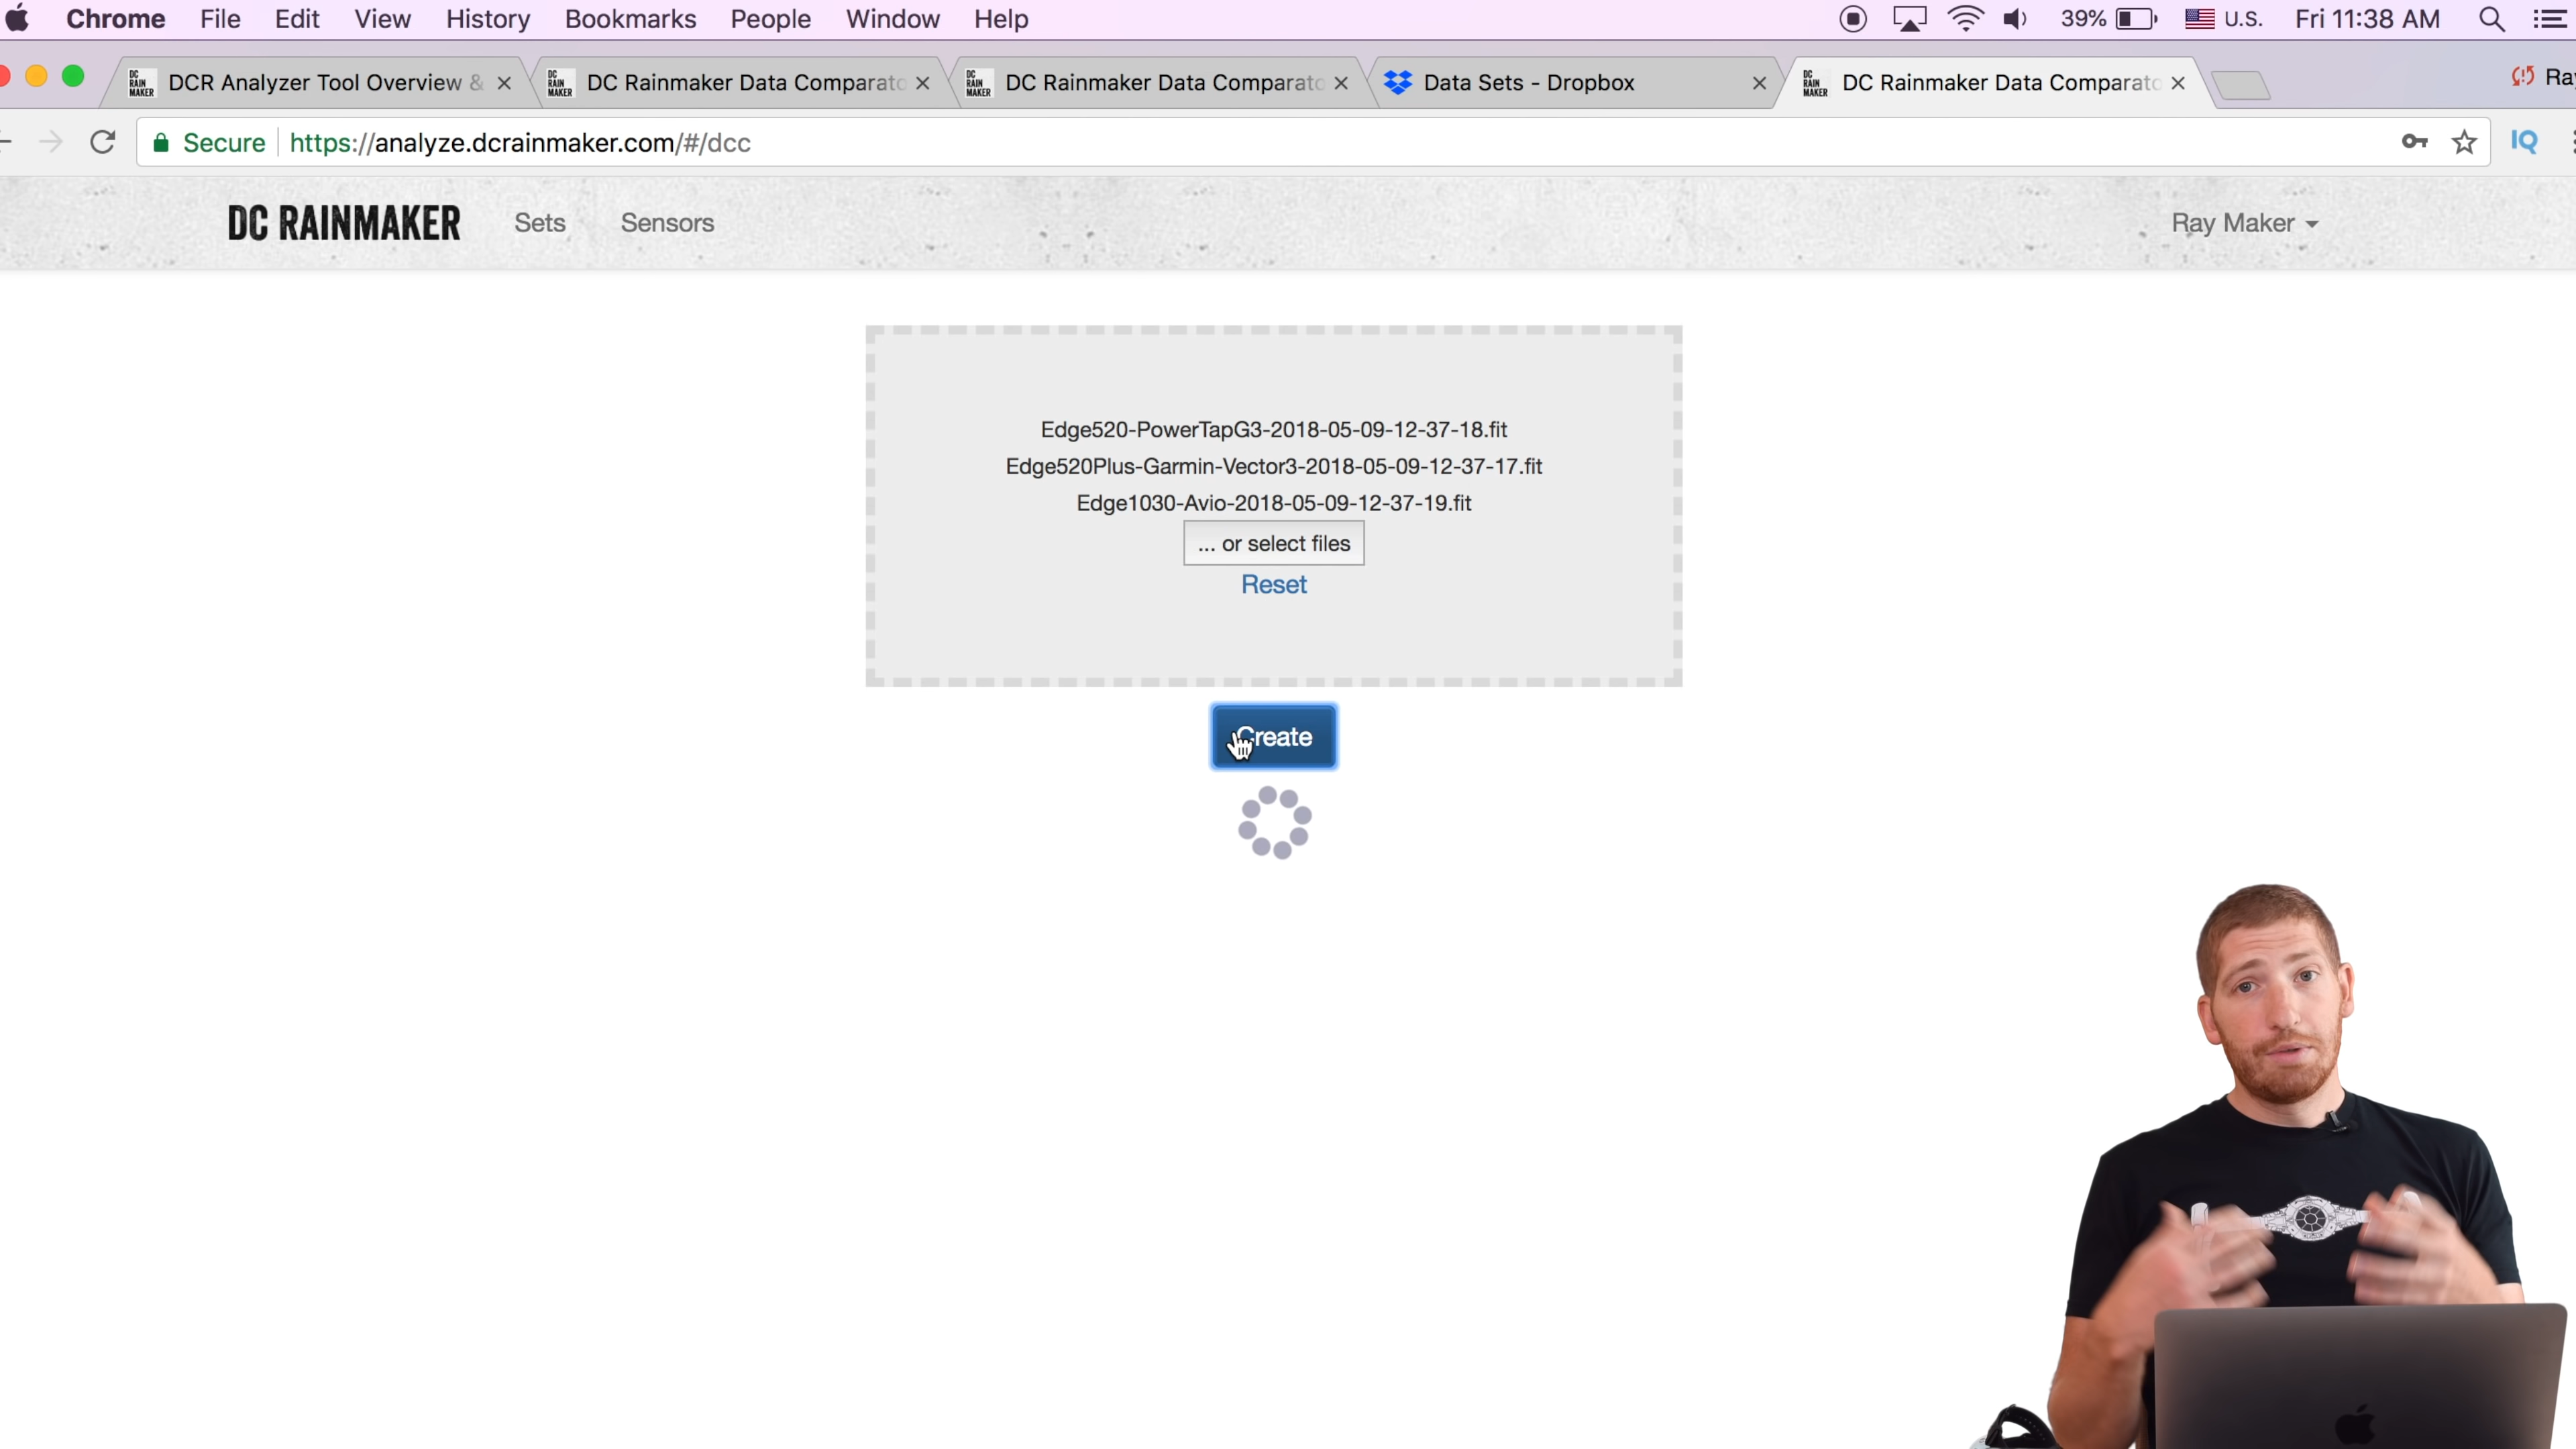 Chrome File Edit View History Bookmarks People Window Help 39% U.S. Fri 11:38 AM
DCR Analyzer Tool Overview & DC Rainmaker Data Comparato DC Rainmaker Data Comparato Data Sets - Dropbox DC Rainmaker Data Comparato Ra
Secure https://analyze.dcrainmaker.com/#/dcc IQ
DC RAINMAKER Sets Sensors Ray Maker
Edge520-PowerTapG3-2018-05-09-12-37-18.fit
Edge520Plus-Garmin-Vector3-2018-05-09-12-37-17.fit
Edge1030-Avio-2018-05-09-12-37-19.fit
... or select files
Reset
Create